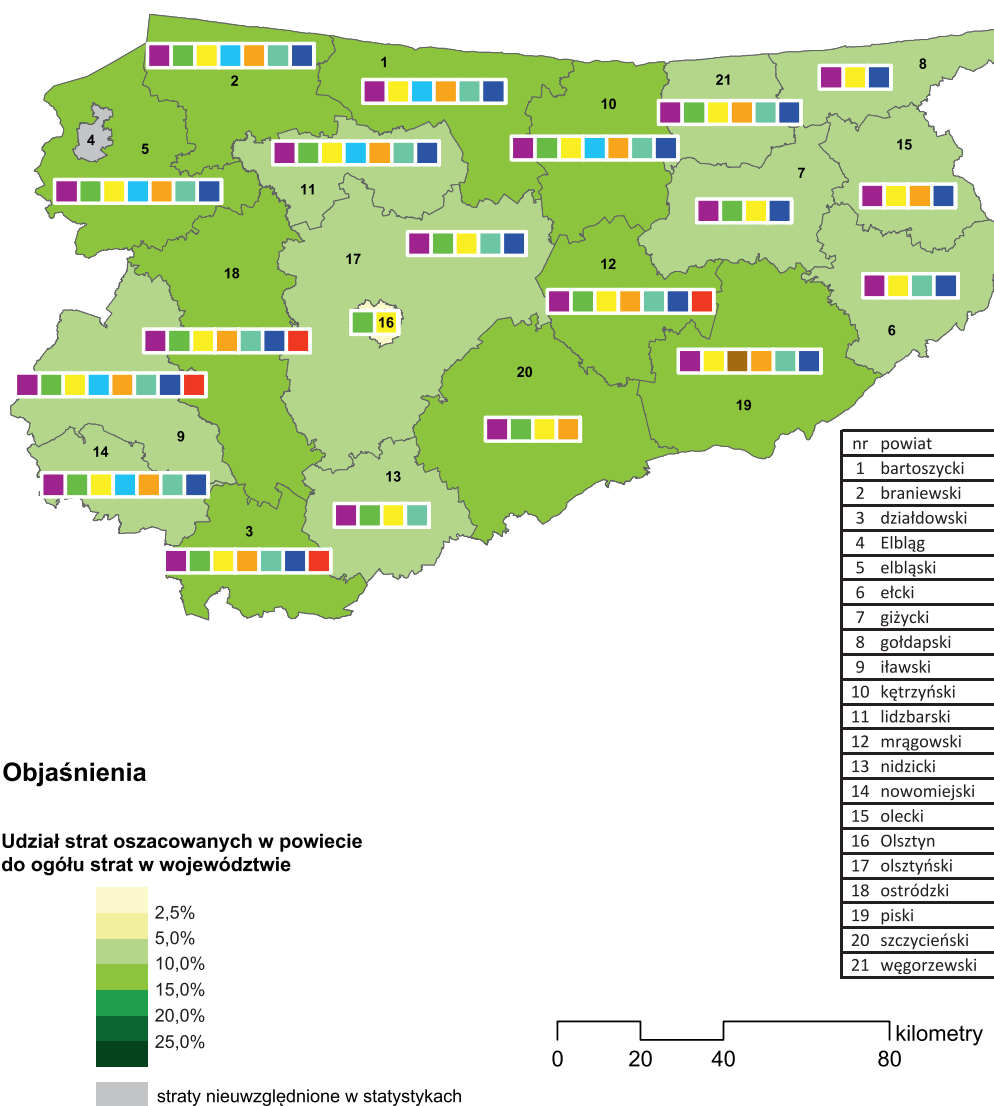 1
2
21
8
10
4
5
15
7
11
17
12
18
16
6
20
19
9
14
13
3
nr powiat
1 bartoszycki
2 braniewski
3 działdowski
4 Elbląg
5 elbląski
6 ełcki
7 giżycki
8 gołdapski
9 iławski
10 kętrzyński
11 lidzbarski
12 mrągowski
13 nidzicki
14 nowomiejski
15 olecki
16 Olsztyn
17 olsztyński
18 ostródzki
19 piski
20 szczycieński
21 węgorzewski
Objaśnienia
Udział strat oszacowanych w powiecie
do ogółu strat w województwie
2,5%
5,0%
10,0%
15,0%
20,0%
25,0%
straty nieuwzględnione w statystykach
kilometry
0 20 40 80